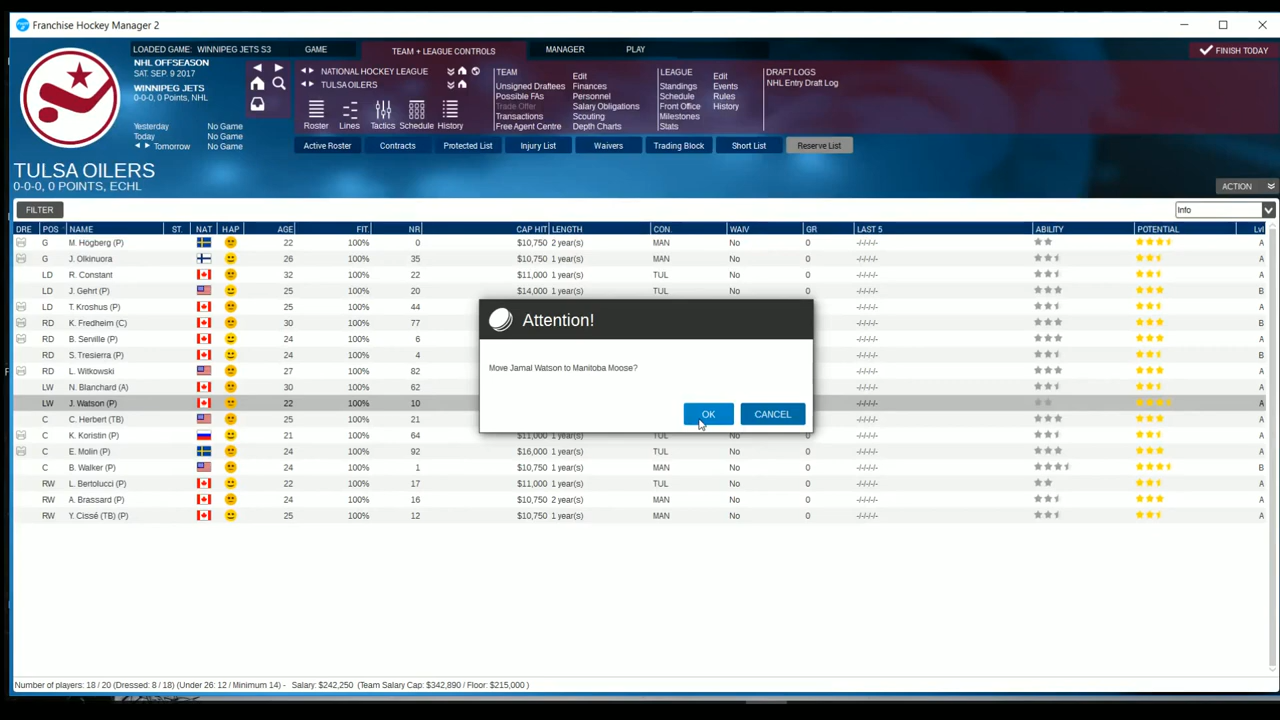 Franchise Hockey Manager 2
LOADED GAME: WINNIPEG JETS S3 GAME TEAM + LEAGUE CONTROLS MANAGER PLAY FINISH TODAY
NHL OFFSEASON
SAT. SEP. 9 2017
WINNIPEG JETS
0-0-0, 0 Points, NHL
Yesterday No Game
Today No Game
Tomorrow No Game
NATIONAL HOCKEY LEAGUE
TULSA OILERS
Roster Lines Tactics Schedule History
TEAM Edit
Unsigned Draftees Finances
Possible FAs Personnel
Trade Offer Salary Obligations
Transactions Scouting
Free Agent Centre Depth Charts
LEAGUE Edit
Standings Events
Schedule Rules
Front Office History
Milestones
Stats
DRAFT LOGS
NHL Entry Draft Log
Active Roster Contracts Protected List Injury List Waivers Trading Block Short List Reserve List
TULSA OILERS
0-0-0, 0 POINTS, ECHL
ACTION
FILTER Info
DRE POS NAME ST. NAT HAP AGE FIT. NR CAP HIT LENGTH CON. WAIV GR LAST 5 ABILITY POTENTIAL Lvl
G M. Högberg (P) 22 100% 0 $10,750 2 year(s) MAN No 0 -/-/-/-/- A
G J. Olkinuora 26 100% 35 $10,750 1 year(s) MAN No 0 -/-/-/-/- A
LD R. Constant 32 100% 22 $11,000 1 year(s) TUL No 0 -/-/-/-/- A
LD J. Gehrt (P) 25 100% 20 $14,000 1 year(s) TUL No 0 -/-/-/-/- B
LD T. Kroshus (P) 25 100% 44 -/-/-/-/- A
RD K. Fredheim (C) 30 100% 77 -/-/-/-/- B
RD B. Serville (P) 24 100% 6 -/-/-/-/- A
RD S. Tresierra (P) 24 100% 4 -/-/-/-/- B
RD L. Witkowski 27 100% 82 -/-/-/-/- A
LW N. Blanchard (A) 30 100% 62 -/-/-/-/- A
LW J. Watson (P) 22 100% 10 -/-/-/-/- A
C C. Herbert (TB) 25 100% 21 -/-/-/-/- A
C K. Koristin (P) 21 100% 64 $11,000 1 year(s) TUL No 0 -/-/-/-/- A
C E. Molin (P) 24 100% 92 $16,000 1 year(s) TUL No 0 -/-/-/-/- A
C B. Walker (P) 24 100% 1 $10,750 1 year(s) MAN No 0 -/-/-/-/- B
RW L. Bertolucci (P) 22 100% 17 $11,000 1 year(s) TUL No 0 -/-/-/-/- A
RW A. Brassard (P) 24 100% 16 $10,750 2 year(s) MAN No 0 -/-/-/-/- A
RW Y. Cissé (TB) (P) 25 100% 12 $10,750 1 year(s) MAN No 0 -/-/-/-/- A
Attention!
Move Jamal Watson to Manitoba Moose?
OK CANCEL
Number of players: 18 / 20 (Dressed: 8 / 18) (Under 26: 12 / Minimum 14) - Salary: $242,250 (Team Salary Cap: $342,890 / Floor: $215,000 )